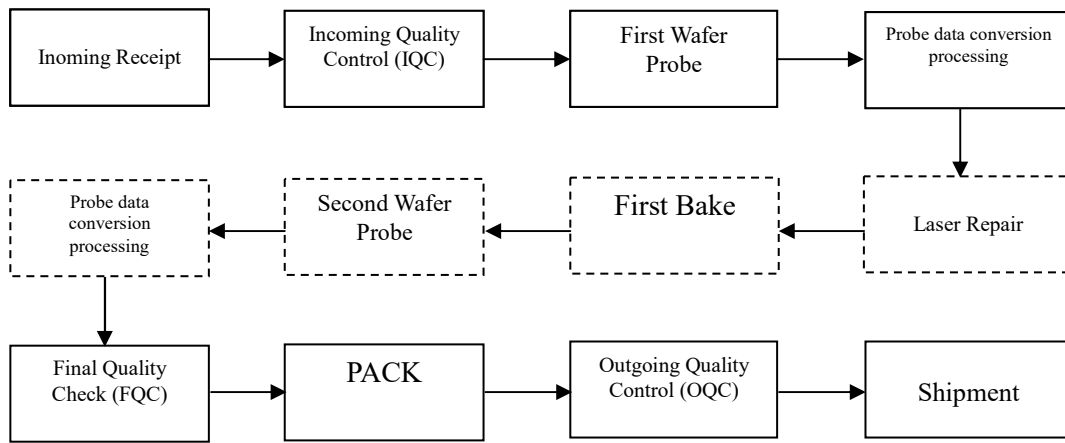 Inoming Receipt
Incoming Quality
Control (IQC)
First Wafer
Probe
Probe data conversion
processing
Laser Repair
First Bake
Second Wafer
Probe
Probe data
conversion
processing
Final Quality
Check (FQC)
PACK
Outgoing Quality
Control (OQC)
Shipment